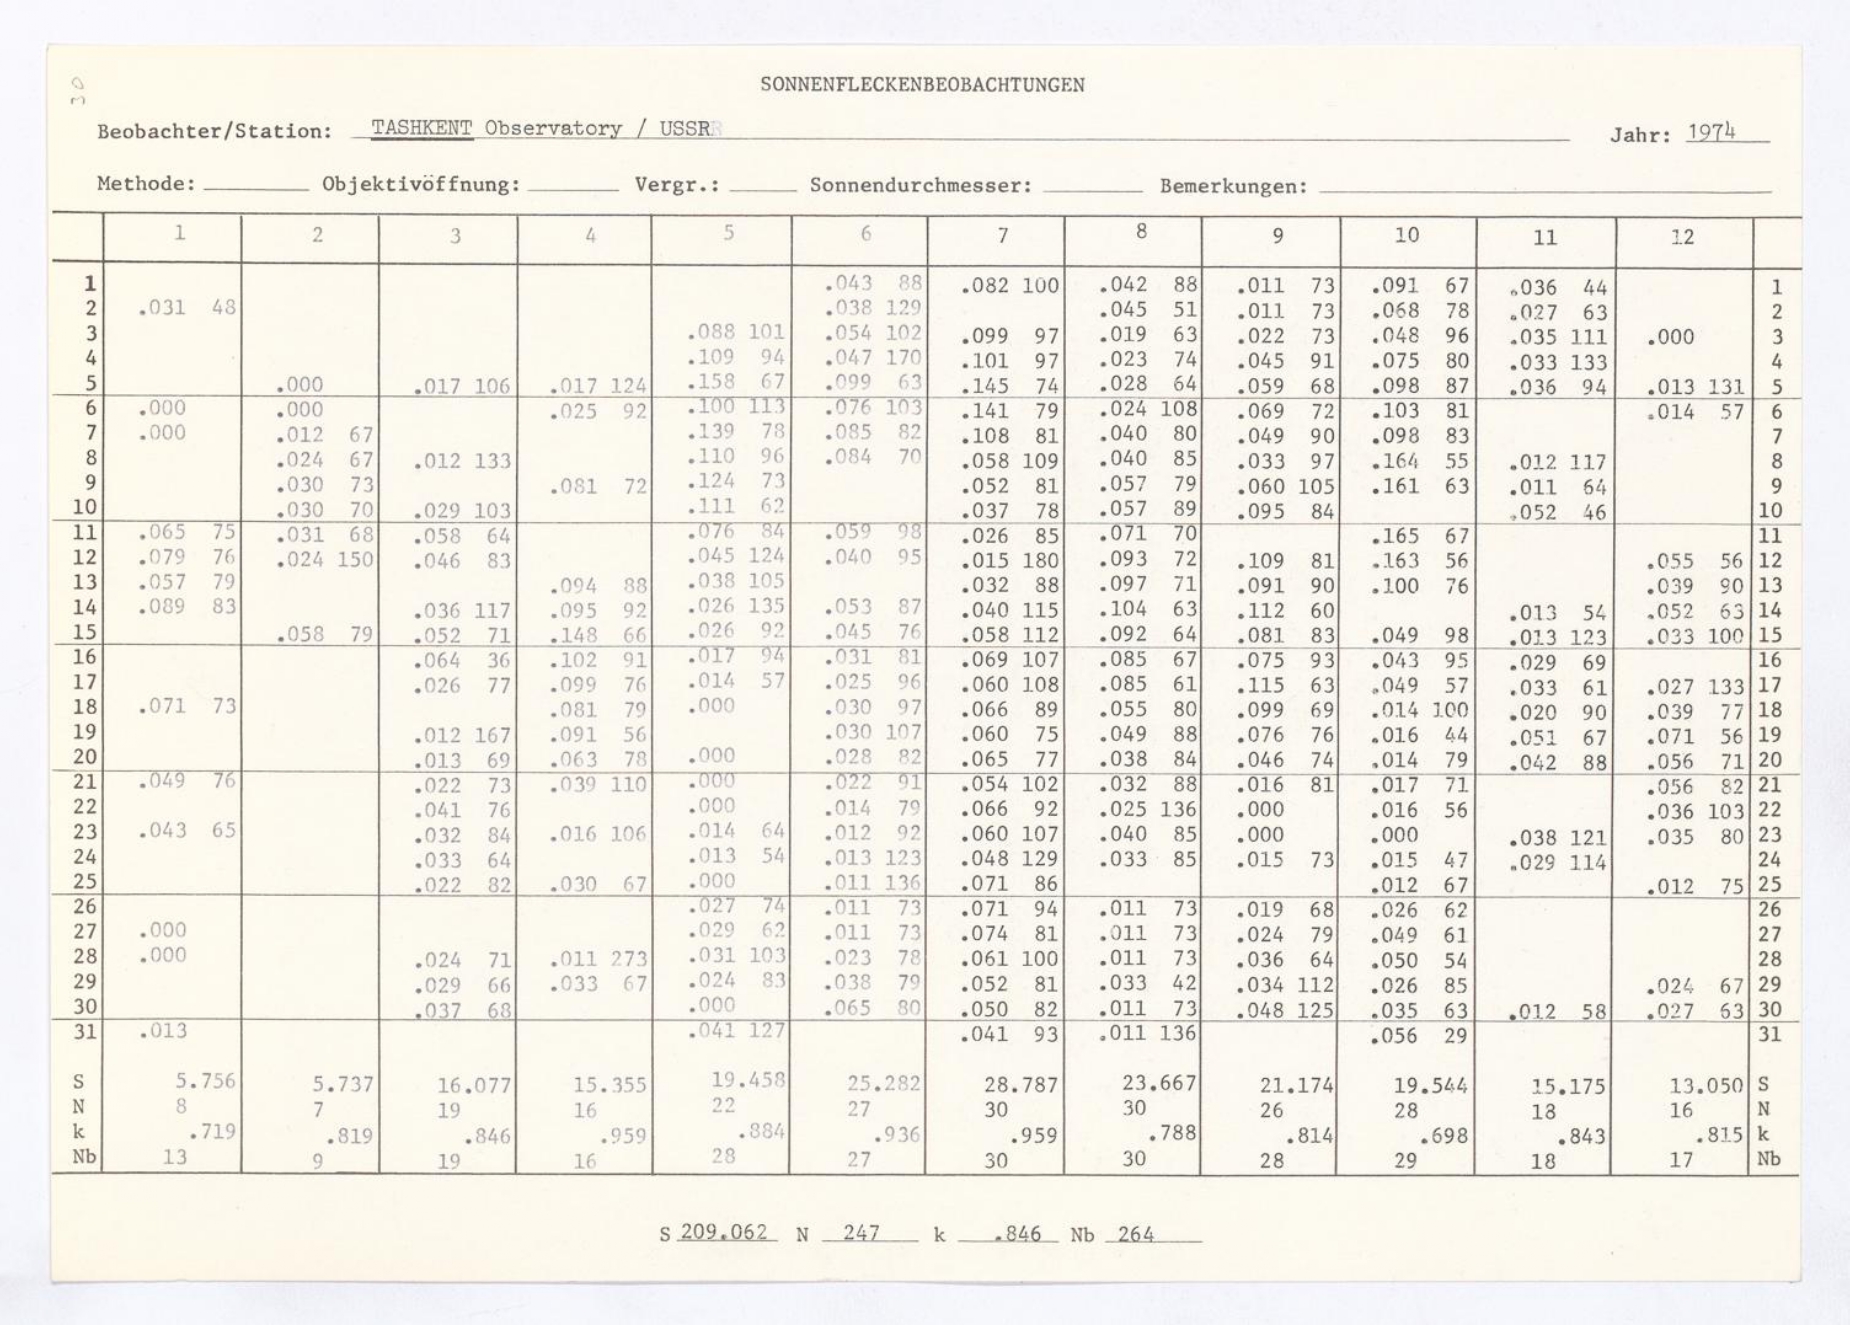 30
SONNENFLECKENBEOBACHTUNGEN
Beobachter/Station: TASHKENT Observatory / USSR Jahr: 1974
Methode: Objektivöffnung: Vergr.: Sonnendurchmesser: Bemerkungen:
1 2 3 4 5 6 7 8 9 10 11 12
1 .043 88 .082 100 .042 88 .011 73 .091 67 .036 44 1
2 .031 48 .038 129 .045 51 .011 73 .068 78 .027 63 2
3 .088 101 .054 102 .099 97 .019 63 .022 73 .048 96 .035 111 .000 3
4 .109 94 .047 170 .101 97 .023 74 .045 91 .075 80 .033 133 4
5 .000 .017 106 .017 124 .158 67 .099 63 .145 74 .028 64 .059 68 .098 87 .036 94 .013 131 5
6 .000 .000 .025 92 .100 113 .076 103 .141 79 .024 108 .069 72 .103 81 .014 57 6
7 .000 .012 67 .139 78 .085 82 .108 81 .040 80 .049 90 .098 83 7
8 .024 67 .012 133 .110 96 .084 70 .058 109 .040 85 .033 97 .164 55 .012 117 8
9 .030 73 .081 72 .124 73 .052 81 .057 79 .060 105 .161 63 .011 64 9
10 .030 70 .029 103 .111 62 .037 78 .057 89 .095 84 .052 46 10
11 .065 75 .031 68 .058 64 .076 84 .059 98 .026 85 .071 70 .165 67 11
12 .079 76 .024 150 .046 83 .045 124 .040 95 .015 180 .093 72 .109 81 .163 56 .055 56 12
13 .057 79 .094 88 .038 105 .032 88 .097 71 .091 90 .100 76 .039 90 13
14 .089 83 .036 117 .095 92 .026 135 .053 87 .040 115 .104 63 .112 60 .013 54 .052 63 14
15 .058 79 .052 71 .148 66 .026 92 .045 76 .058 112 .092 64 .081 83 .049 98 .013 123 .033 100 15
16 .064 36 .102 91 .017 94 .031 81 .069 107 .085 67 .075 93 .043 95 .029 69 16
17 .026 77 .099 76 .014 57 .025 96 .060 108 .085 61 .115 63 .049 57 .033 61 .027 133 17
18 .071 73 .081 79 .000 .030 97 .066 89 .055 80 .099 69 .014 100 .020 90 .039 77 18
19 .012 167 .091 56 .030 107 .060 75 .049 88 .076 76 .016 44 .051 67 .071 56 19
20 .013 69 .063 78 .000 .028 82 .065 77 .038 84 .046 74 .014 79 .042 88 .056 71 20
21 .049 76 .022 73 .039 110 .000 .022 91 .054 102 .032 88 .016 81 .017 71 .056 82 21
22 .041 76 .000 .014 79 .066 92 .025 136 .000 .016 56 .036 103 22
23 .043 65 .032 84 .016 106 .014 64 .012 92 .060 107 .040 85 .000 .000 .038 121 .035 80 23
24 .033 64 .013 54 .013 123 .048 129 .033 85 .015 73 .015 47 .029 114 24
25 .022 82 .030 67 .000 .011 136 .071 86 .012 67 .012 75 25
26 .027 74 .011 73 .071 94 .011 73 .019 68 .026 62 26
27 .000 .029 62 .011 73 .074 81 .011 73 .024 79 .049 61 27
28 .000 .024 71 .011 273 .031 103 .023 78 .061 100 .011 73 .036 64 .050 54 28
29 .029 66 .033 67 .024 83 .038 79 .052 81 .033 42 .034 112 .026 85 .024 67 29
30 .037 68 .000 .065 80 .050 82 .011 73 .048 125 .035 63 .012 58 .027 63 30
31 .013 .041 127 .041 93 .011 136 .056 29 31
S 5.756 5.737 16.077 15.355 19.458 25.282 28.787 23.667 21.174 19.544 15.175 13.050 S
N 8 7 19 16 22 27 30 30 26 28 18 16 N
k .719 .819 .846 .959 .884 .936 .959 .788 .814 .698 .843 .815 k
Nb 13 9 19 16 28 27 30 30 28 29 18 17 Nb
S 209.062 N 247 k .846 Nb 264